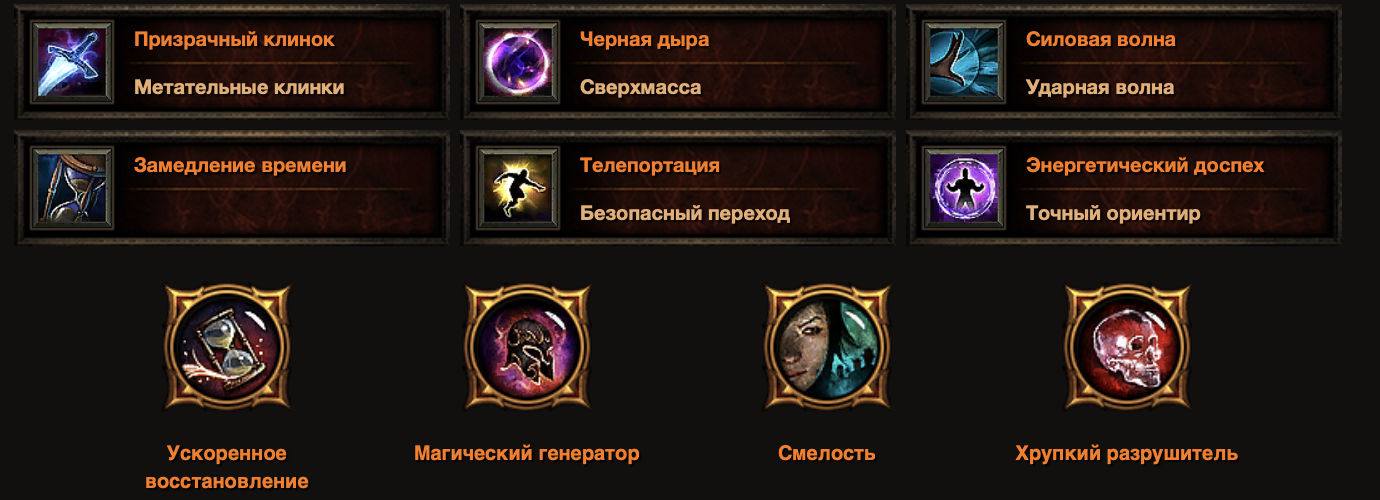 Призрачный клинок
Метательные клинки
Черная дыра
Сверхмасса
Силовая волна
Ударная волна
Замедление времени
Телепортация
Безопасный переход
Энергетический доспех
Точный ориентир
Ускоренное
восстановление
Магический генератор
Смелость
Хрупкий разрушитель